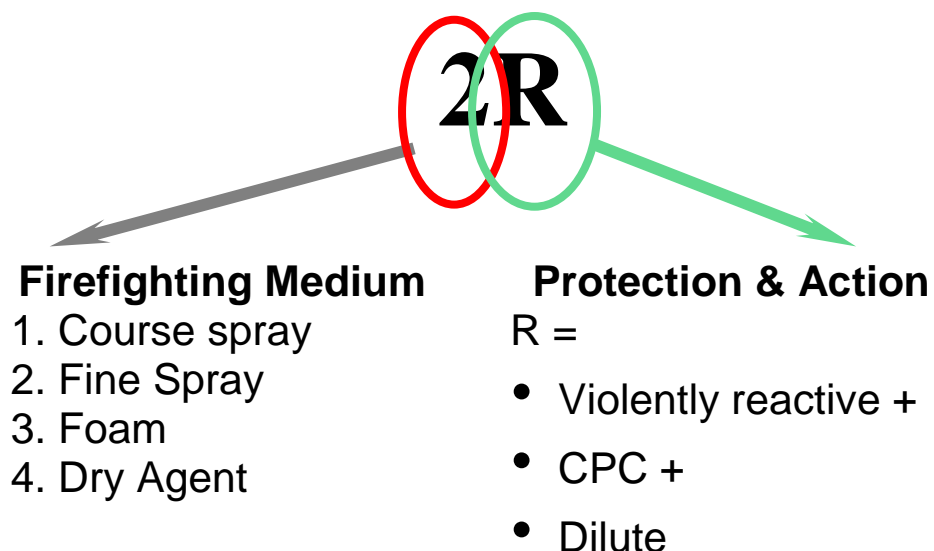 2R
Firefighting Medium
1. Course spray
2. Fine Spray
3. Foam
4. Dry Agent
Protection & Action
R =
• Violently reactive +
• CPC +
• Dilute